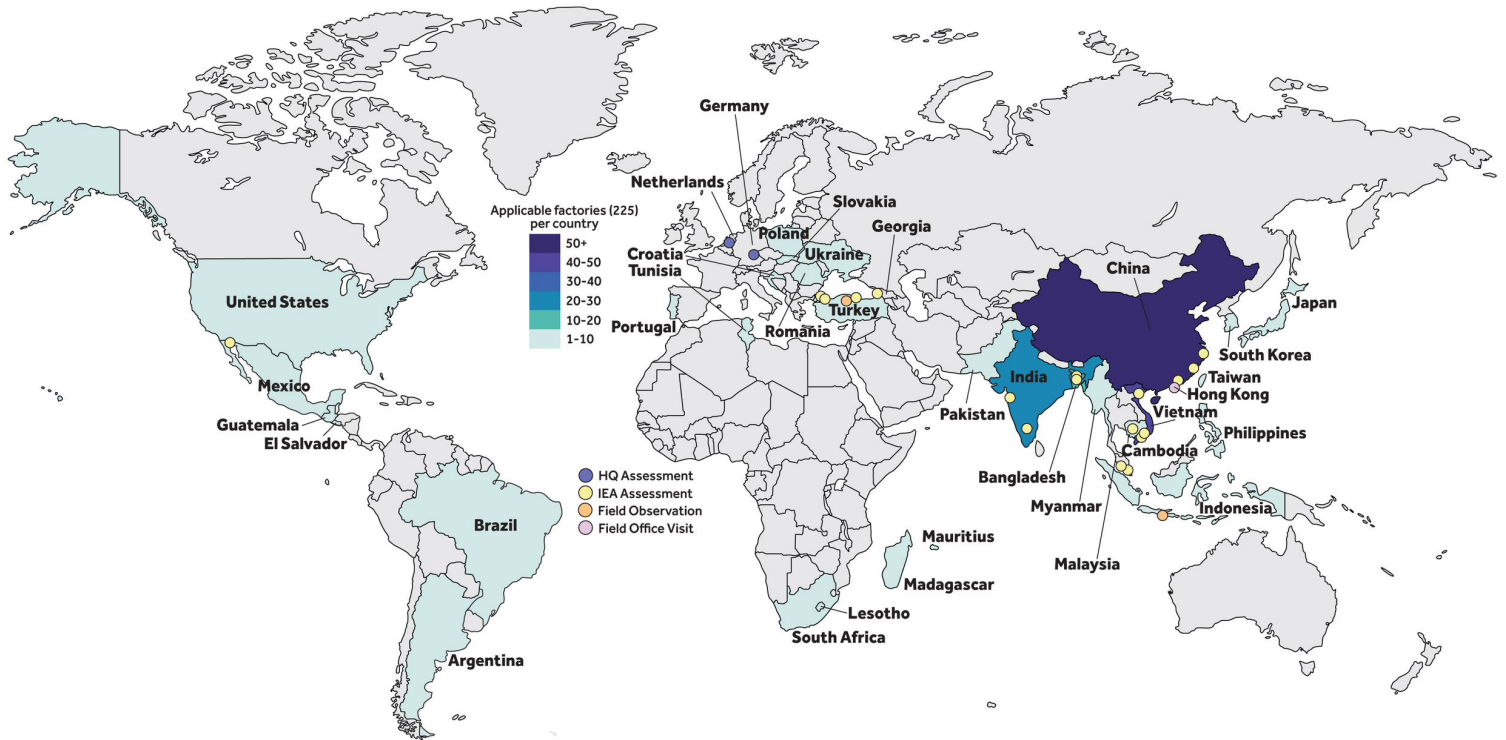 Germany
Netherlands
Slovakia
Applicable factories (225)
per country
50+
40-50
30-40
20-30
10-20
1-10
Georgia
Poland
Ukraine
Croatia
Tunisia
China
United States
Japan
Turkey
Portugal
Romania
South Korea
India
Taiwan
Mexico
Hong Kong
Pakistan
Vietnam
Guatemala
Philippines
El Salvador
Cambodia
HQ Assessment
IEA Assessment
Field Observation
Field Office Visit
Bangladesh
Myanmar
Indonesia
Brazil
Mauritius
Malaysia
Madagascar
Lesotho
South Africa
Argentina